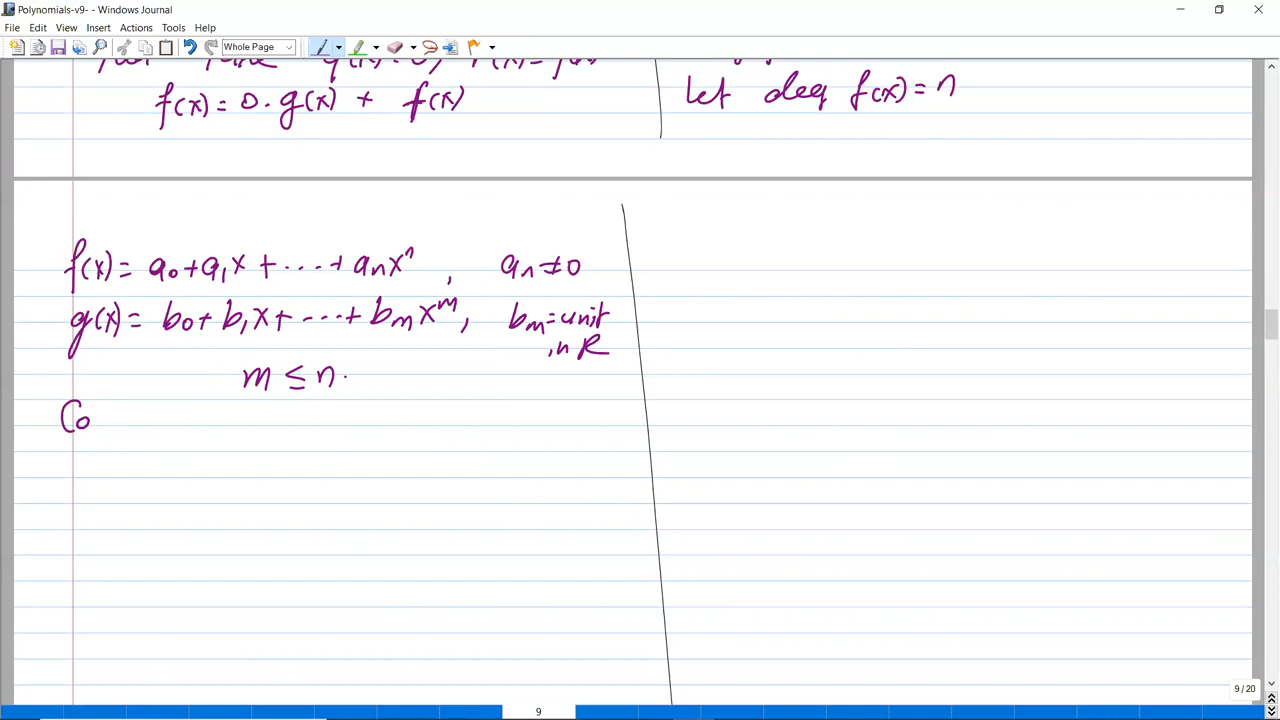 Polynomials-v9- - Windows Journal
File Edit View Insert Actions Tools Help
Whole Page
f(x) = 0. g(x) + f(x)
Let deg f(x) = n
f(x) = a₀ + a₁x + .... + aₙxⁿ , aₙ ≠ 0
g(x) = b₀ + b₁x + .... + bₘxᵐ, bₘ = unit
in R
m ≤ n.
Co
9 / 20
9